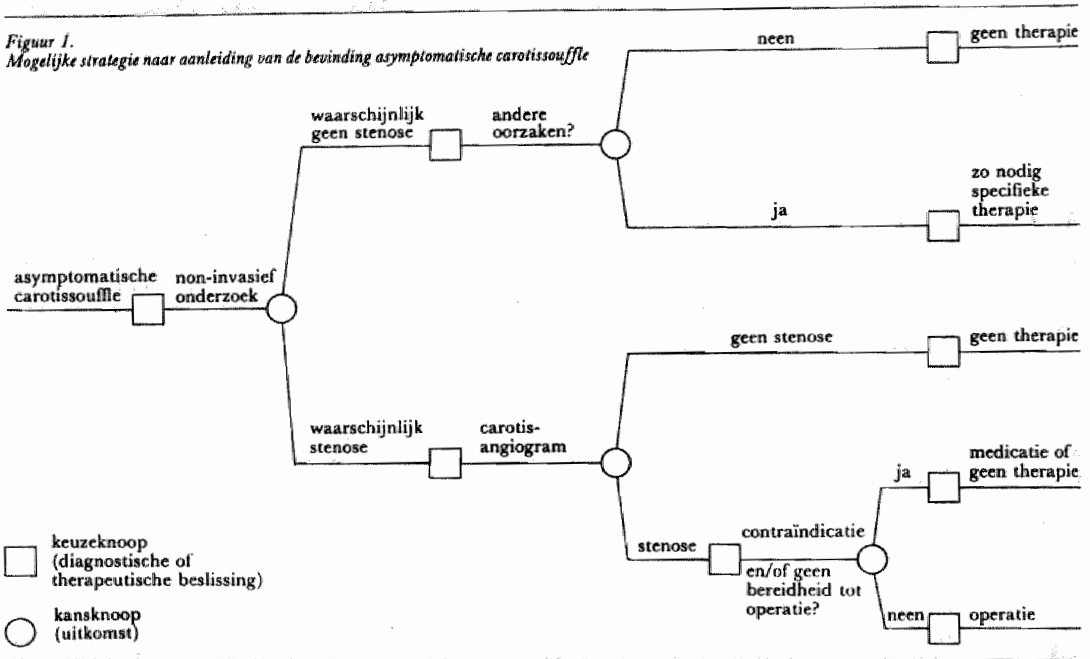 Figuur 1.
Mogelijke strategie naar aanleiding van de bevinding asymptomatische carotissouffle
neen
geen therapie
waarschijnlijk
geen stenose
andere
oorzaken?
ja
zo nodig
specifieke
therapie
asymptomatische
carotissouffle
non-invasief
onderzoek
geen stenose
geen therapie
waarschijnlijk
stenose
carotis-
angiogram
ja
medicatie of
geen therapie
stenose
contraïndicatie
en/of geen
bereidheid tot
operatie?
neen
operatie
keuzeknoop
(diagnostische of
therapeutische beslissing)
kansknoop
(uitkomst)